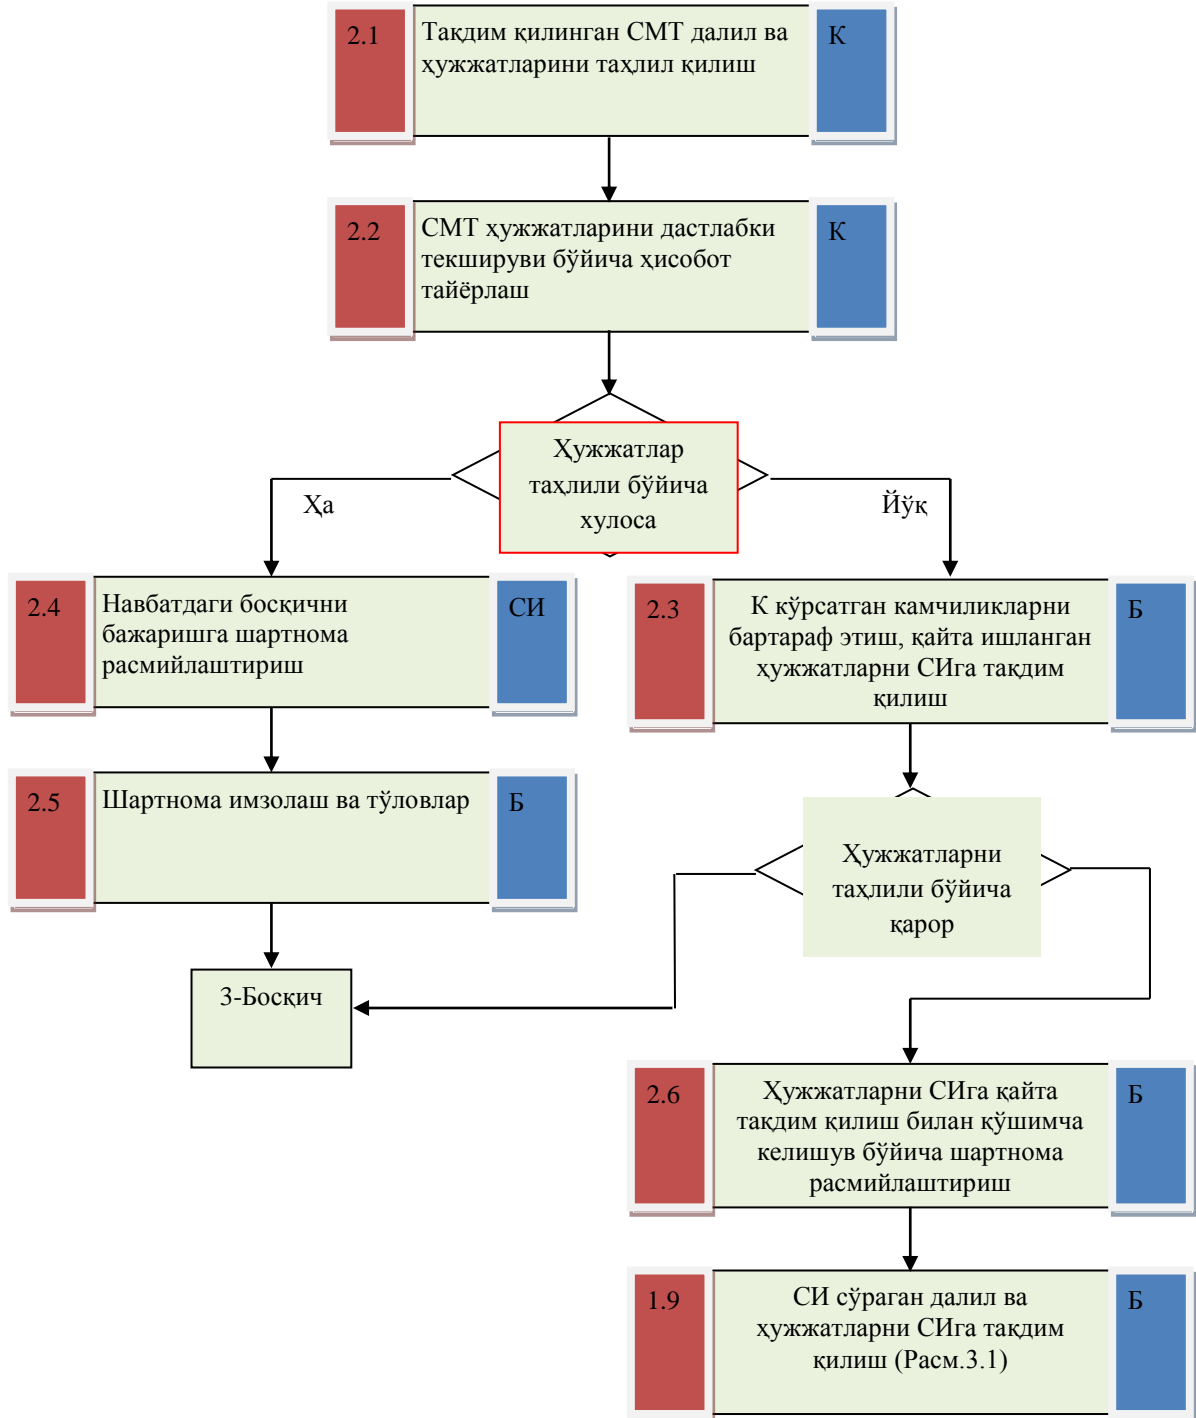 2.1
Тақдим қилинган СМТ далил ва
ҳужжатларини таҳлил қилиш
К
2.2
СМТ ҳужжатларини дастлабки
текшируви бўйича ҳисобот
тайёрлаш
К
Ҳужжатлар
таҳлили бўйича
хулоса
Ҳа
Йўқ
2.4
Навбатдаги босқични
бажаришга шартнома
расмийлаштириш
СИ
2.3
К кўрсатган камчиликларни
бартараф этиш, қайта ишланган
ҳужжатларни СИга тақдим
қилиш
Б
2.5
Шартнома имзолаш ва тўловлар
Б
Ҳужжатларни
таҳлили бўйича
қарор
3-Босқич
2.6
Ҳужжатларни СИга қайта
тақдим қилиш билан қўшимча
келишув бўйича шартнома
расмийлаштириш
Б
1.9
СИ сўраган далил ва
ҳужжатларни СИга тақдим
қилиш (Расм.3.1)
Б